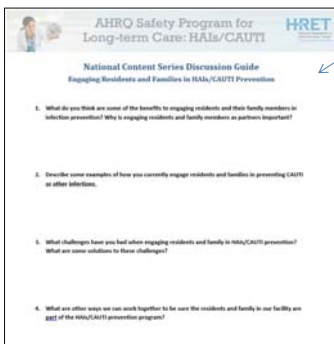 AHRQ Safety Program for
Long-term Care: HAIs/CAUTI
HRET
National Content Series Discussion Guide
Engaging Residents and Families in HAIs/CAUTI Prevention
1. What do you think are some of the benefits to engaging residents and their family members in
infection prevention? Why is engaging residents and family members as partners important?
2. Describe some examples of how you currently engage residents and families in preventing CAUTI
or other infections.
3. What challenges have you had when engaging residents and family in HAIs/CAUTI prevention?
What are some solutions to these challenges?
4. What are other ways we can work together to be sure the residents and family in our facility are
part of the HAIs/CAUTI prevention program?